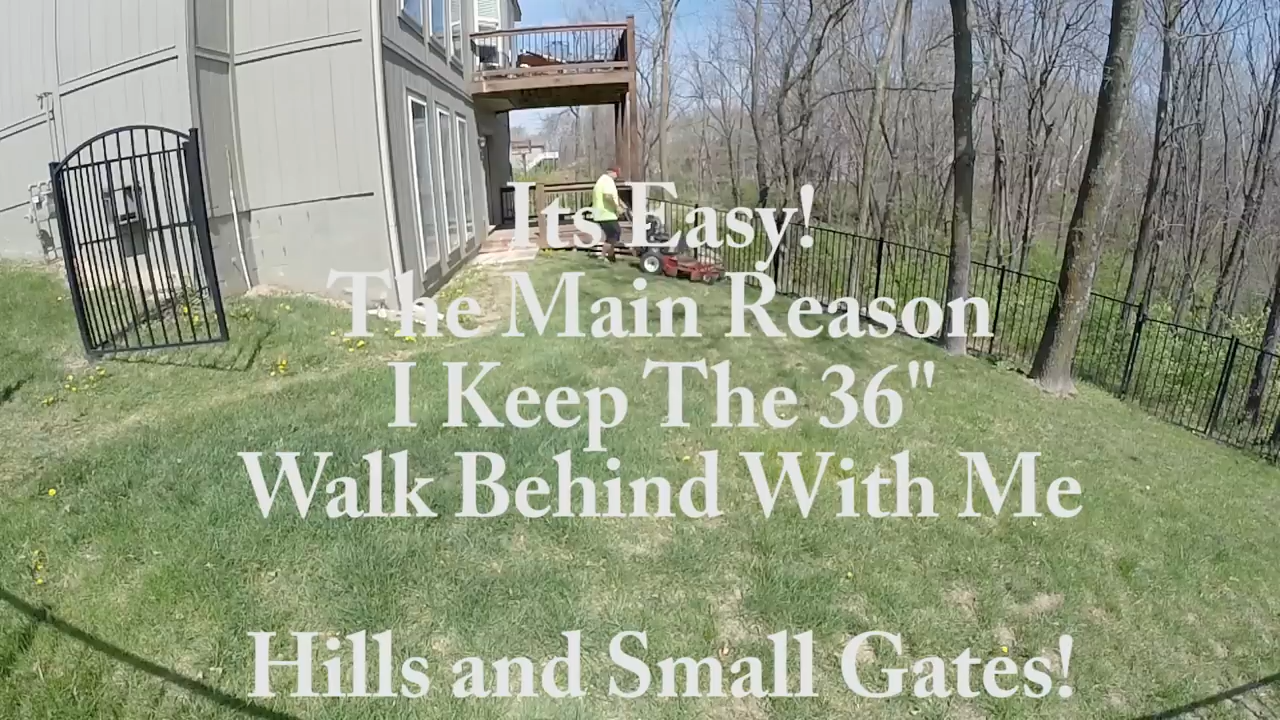 Its Easy!
The Main Reason
I Keep The 36"
Walk Behind With Me
Hills and Small Gates!